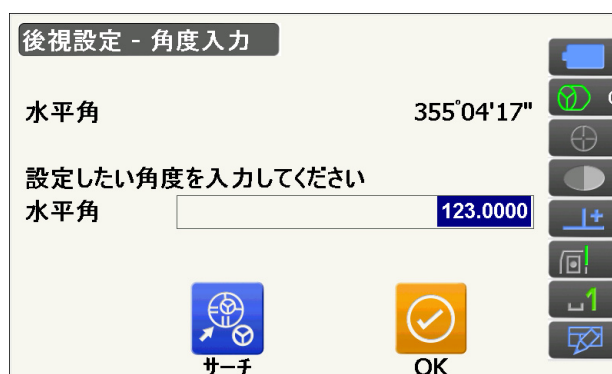 後視設定 - 角度入力
水平角 355°04'17"
設定したい角度を入力してください
水平角 123.0000
サーチ OK